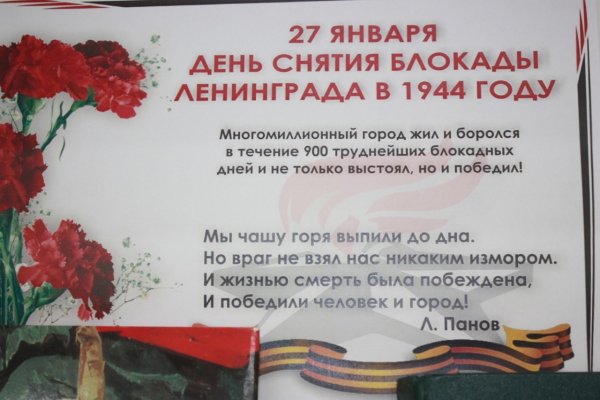 27 ЯНВАРЯ
ДЕНЬ СНЯТИЯ БЛОКАДЫ
ЛЕНИНГРАДА В 1944 ГОДУ
Многомиллионный город жил и боролся
в течение 900 труднейших блокадных
дней и не только выстоял, но и победил!
Мы чашу горя выпили до дна.
Но враг не взял нас никаким измором.
И жизнью смерть была побеждена,
И победили человек и город!
Л. Панов